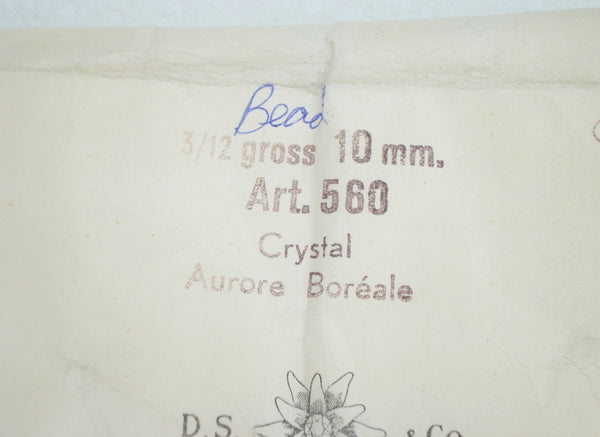 Bead
3/12 gross 10 mm.
Art. 560
Crystal
Aurore Boréale
D.S. & Co